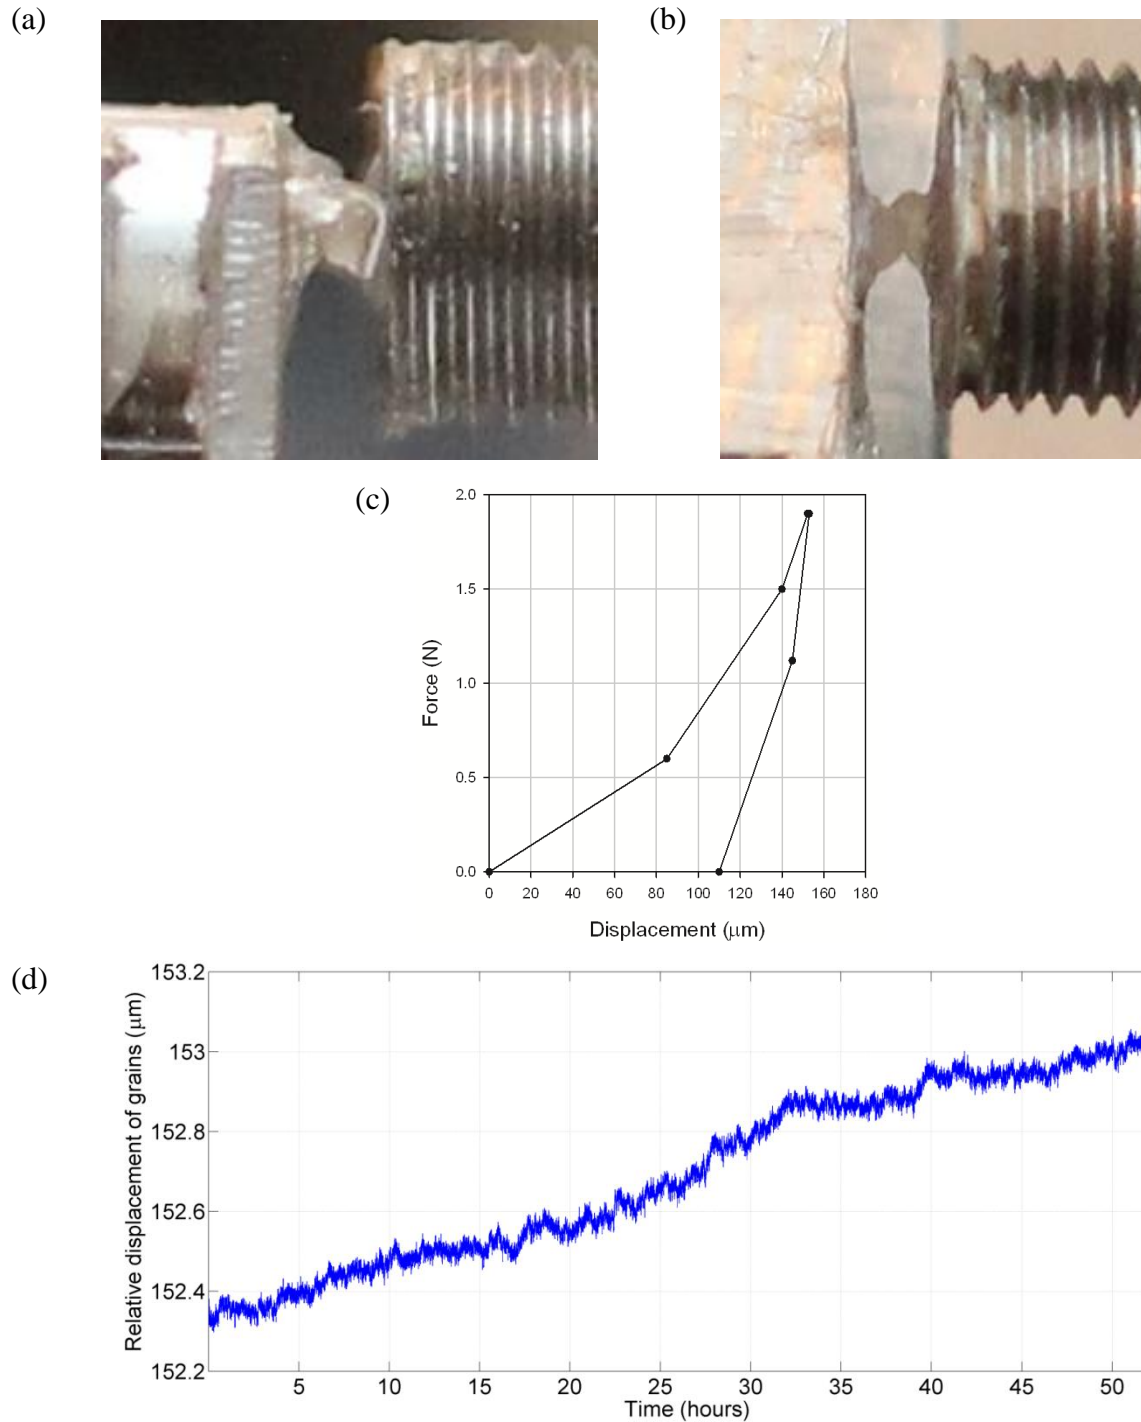 (a)
(b)
(c)
2.0
1.5
1.0
0.5
0.0
Force (N)
0 20 40 60 80 100 120 140 160 180
Displacement (μm)
(d)
153.2
153
152.8
152.6
152.4
152.2
Relative displacement of grains (μm)
5 10 15 20 25 30 35 40 45 50
Time (hours)